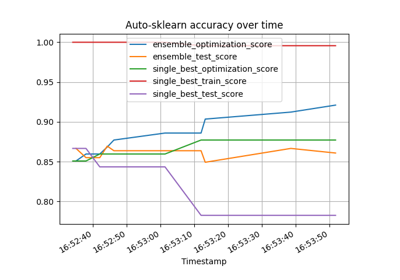 Auto-sklearn accuracy over time
1.00
0.95
0.90
0.85
0.80
ensemble_optimization_score
ensemble_test_score
single_best_optimization_score
single_best_train_score
single_best_test_score
16:52:40
16:52:50
16:53:00
16:53:10
16:53:20
16:53:30
16:53:40
16:53:50
Timestamp